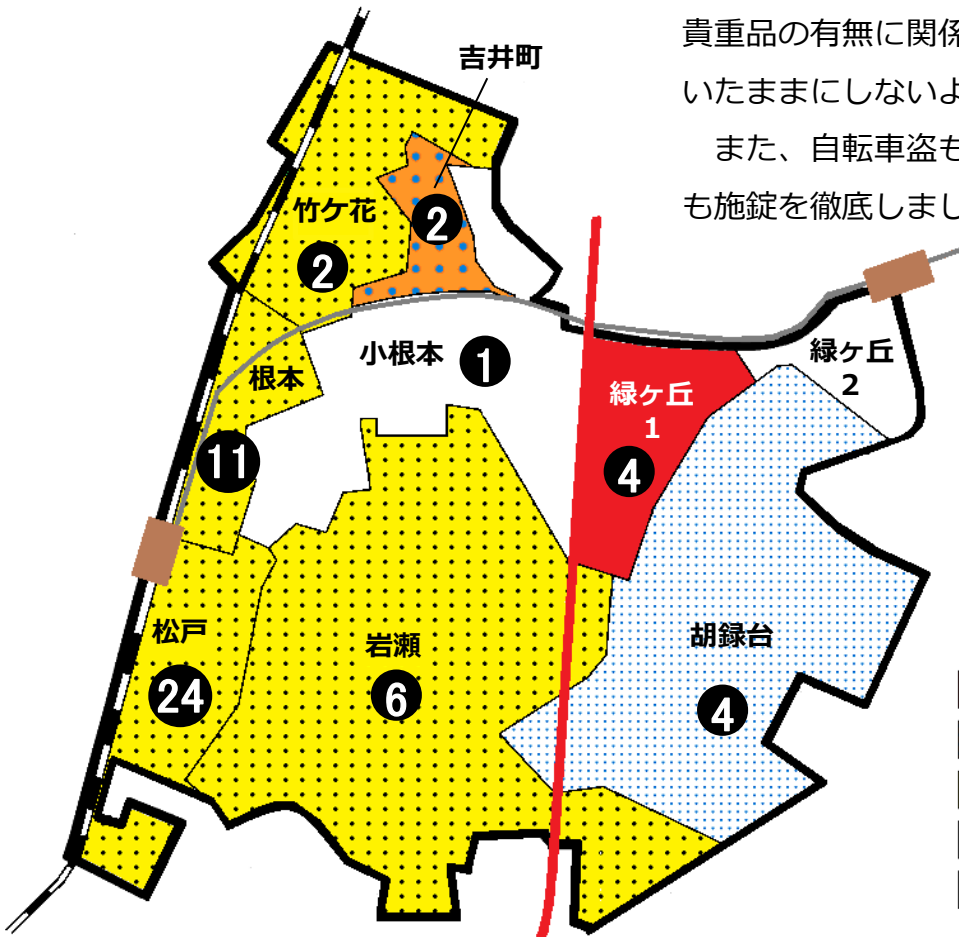 貴重品の有無に関係
いたままにしないよ
また、自転車盗も
も施錠を徹底しまし
吉井町
2
竹ケ花
2
小根本 1
根本
11
緑ヶ丘
1
4
緑ヶ丘
2
松戸
24
岩瀬
6
胡録台
4